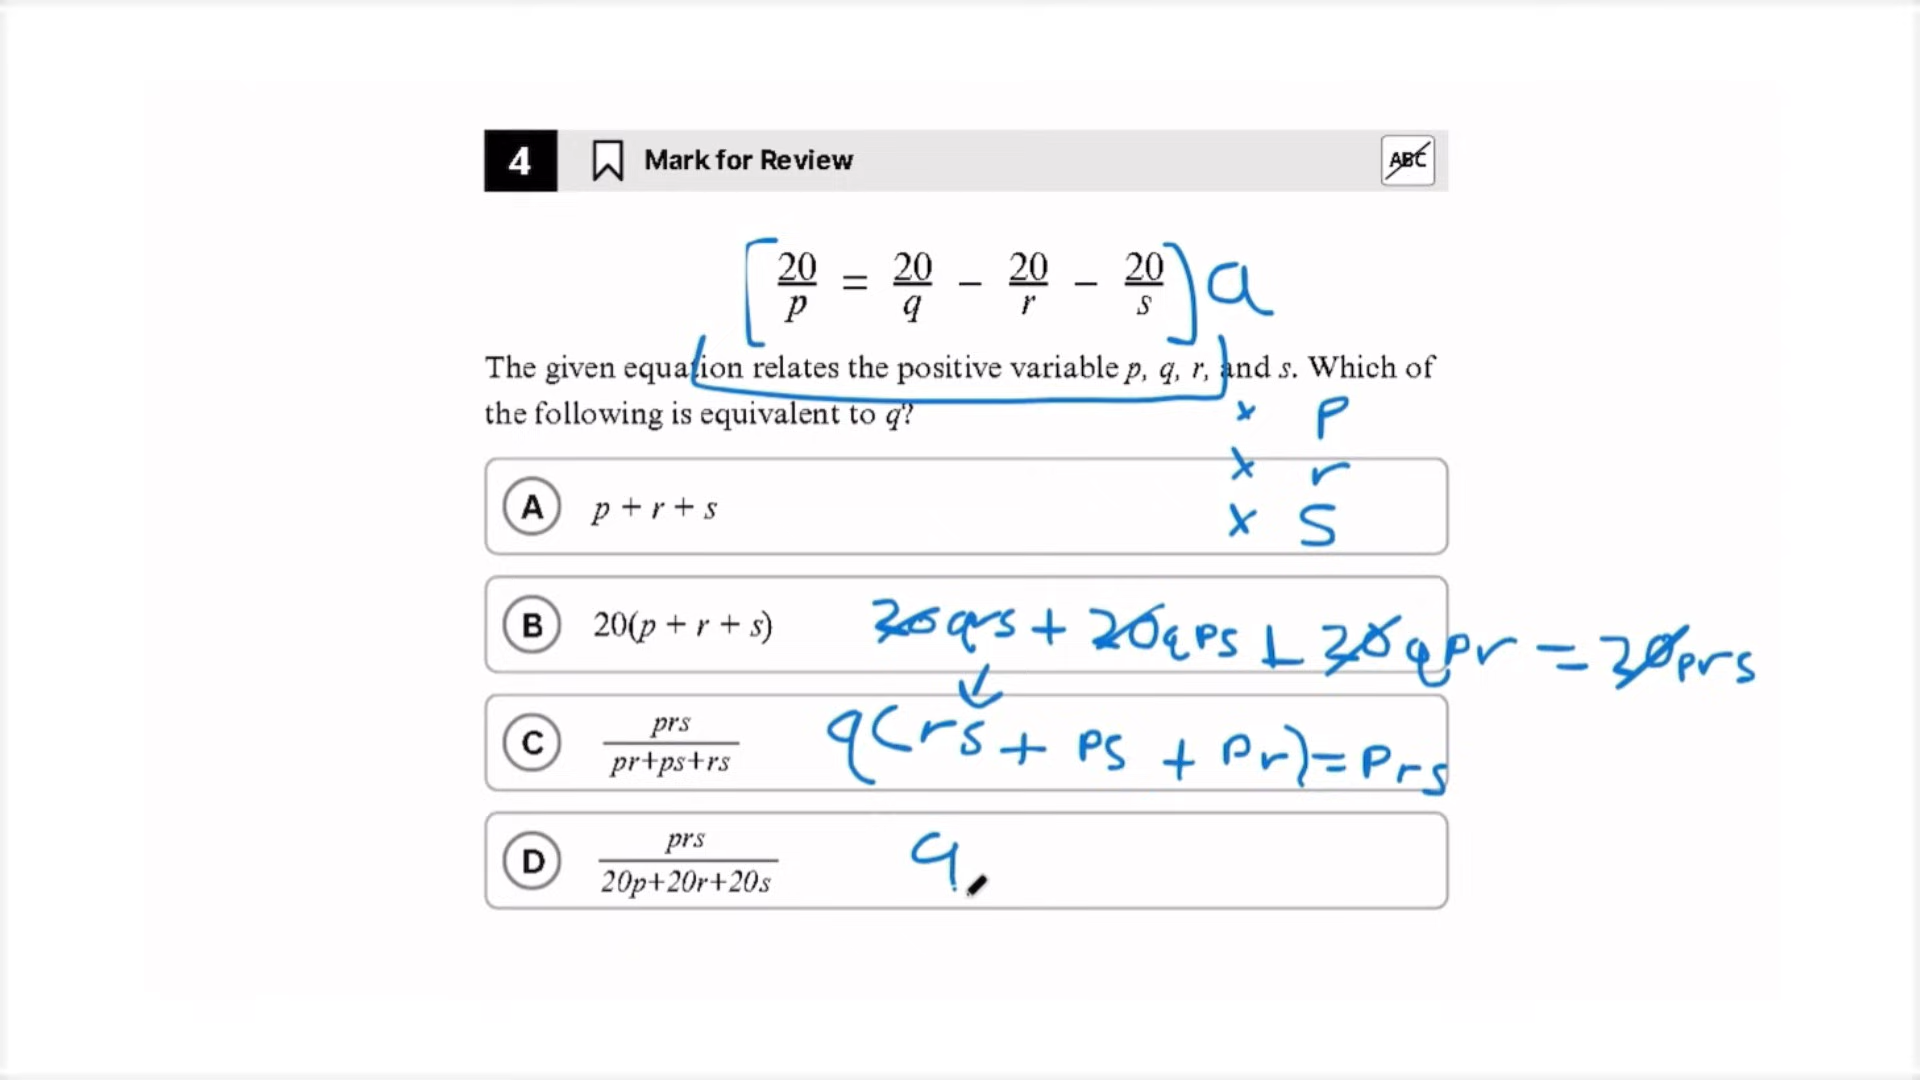 4 Mark for Review ABC
[20/p = 20/q − 20/r − 20/s] a
The given equation relates the positive variable p, q, r, and s. Which of
the following is equivalent to q?
× p
× r
× s
A p + r + s
B 20(p + r + s)
20qrs + 20qps + 20qpr = 20prs
C prs/pr+ps+rs
q(rs + ps + pr) = prs
D prs/20p+20r+20s
q